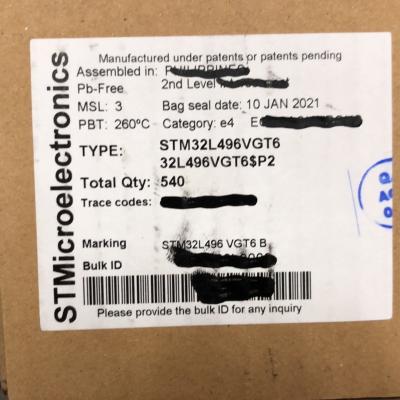 STMicroelectronics
Manufactured under patents or patents pending
Assembled in:
Pb-Free
2nd Level
MSL: 3
Bag seal date: 10 JAN 2021
PBT: 260ºC
Category: e4
TYPE:
STM32L496VGT6
32L496VGT6$P2
Total Qty: 540
Trace codes:
Marking
STM32L496 VGT6 B
Bulk ID
Please provide the bulk ID for any inquiry